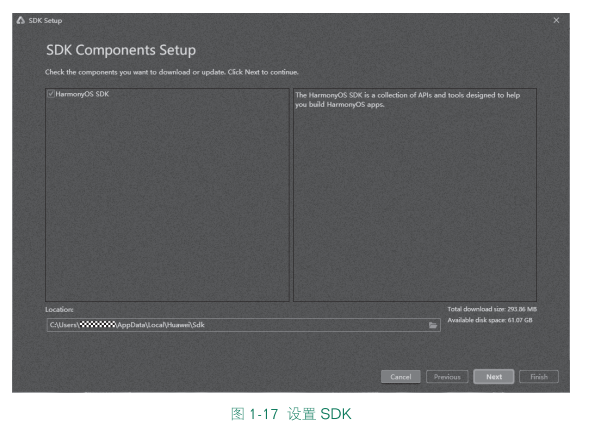 SDK Setup
SDK Components Setup
Check the components you want to download or update. Click Next to continue.
HarmonyOS SDK
The HarmonyOS SDK is a collection of APIs and tools designed to help
you build HarmonyOS apps.
Location:
Total download size: 293.86 MB
C:\Users\ \AppData\Local\Huawei\Sdk
Available disk space: 61.07 GB
Cancel Previous Next Finish
图 1-17 设置 SDK